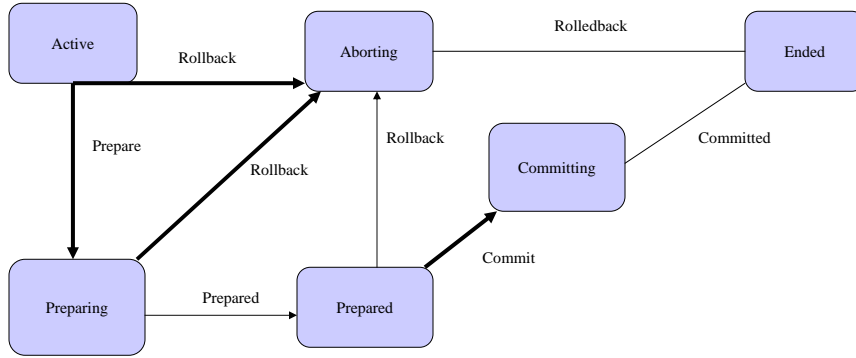 Active
Rollback
Aborting
Rolledback
Ended
Prepare
Rollback
Rollback
Committing
Committed
Commit
Preparing
Prepared
Prepared